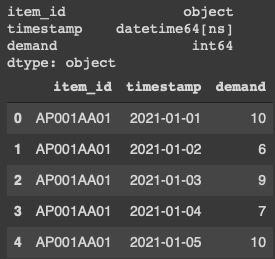 item_id object
timestamp datetime64[ns]
demand int64
dtype: object
item_id timestamp demand
0 AP001AA01 2021-01-01 10
1 AP001AA01 2021-01-02 6
2 AP001AA01 2021-01-03 9
3 AP001AA01 2021-01-04 7
4 AP001AA01 2021-01-05 10